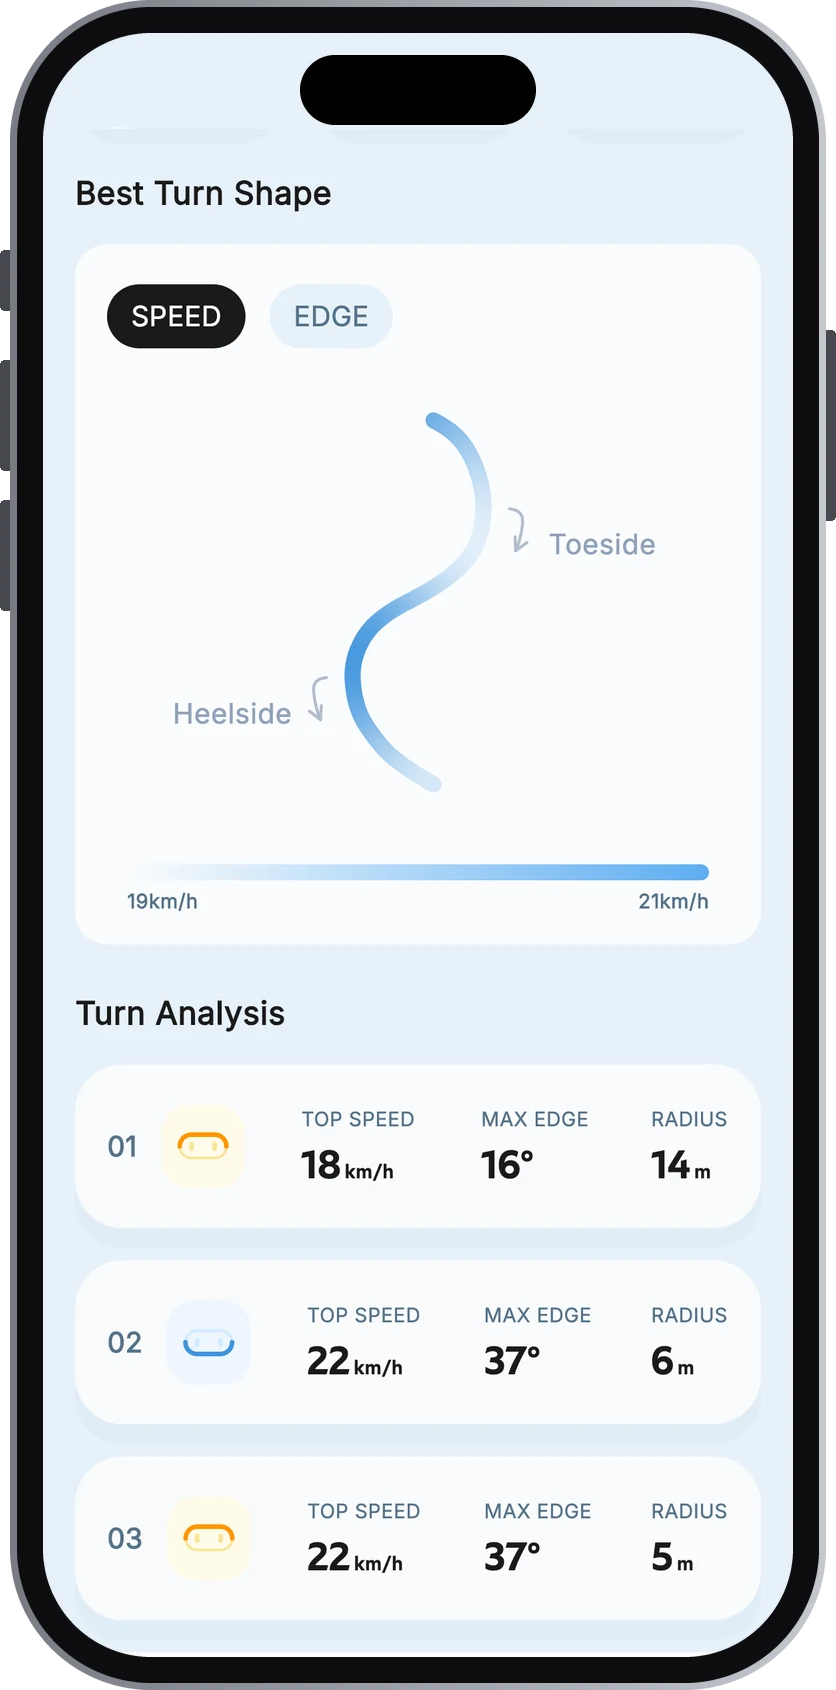 Best Turn Shape
SPEED
EDGE
Toeside
Heelside
19km/h
21km/h
Turn Analysis
01
TOP SPEED
MAX EDGE
RADIUS
18 km/h
16°
14 m
02
TOP SPEED
MAX EDGE
RADIUS
22 km/h
37°
6 m
03
TOP SPEED
MAX EDGE
RADIUS
22 km/h
37°
5 m